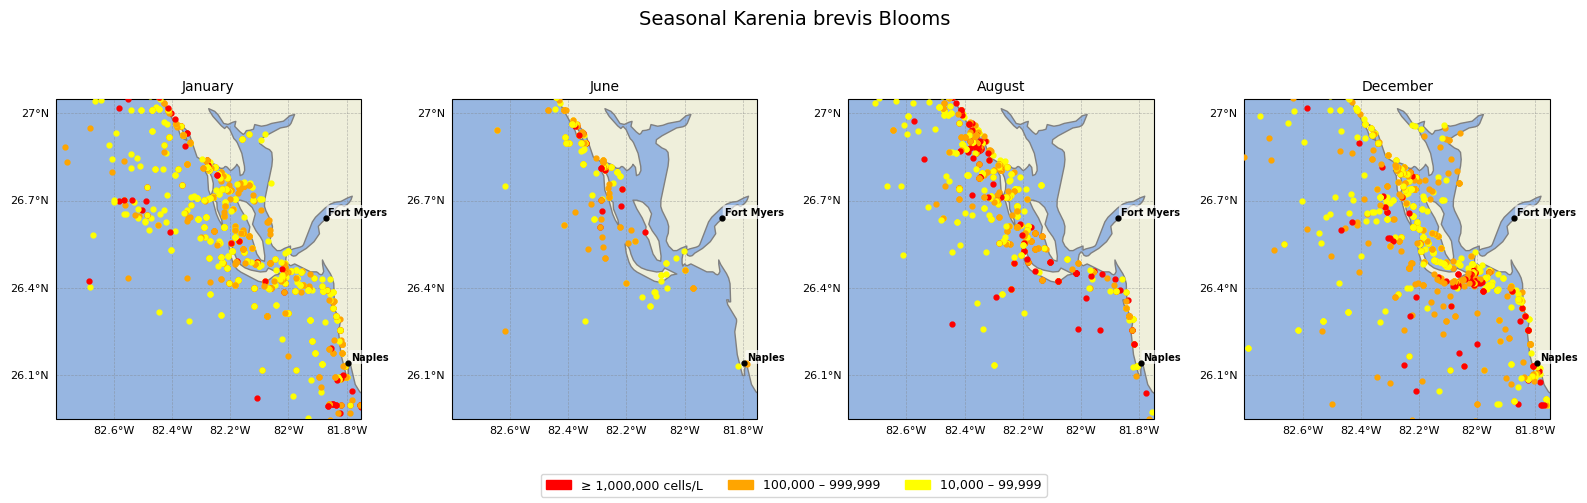 Seasonal Karenia brevis Blooms
January
June
August
December
27°N
26.7°N
26.4°N
26.1°N
82.6°W 82.4°W 82.2°W 82°W 81.8°W
Fort Myers
Naples
27°N
26.7°N
26.4°N
26.1°N
82.6°W 82.4°W 82.2°W 82°W 81.8°W
Fort Myers
Naples
27°N
26.7°N
26.4°N
26.1°N
82.6°W 82.4°W 82.2°W 82°W 81.8°W
Fort Myers
Naples
27°N
26.7°N
26.4°N
26.1°N
82.6°W 82.4°W 82.2°W 82°W 81.8°W
Fort Myers
Naples
≥ 1,000,000 cells/L 100,000 – 999,999 10,000 – 99,999